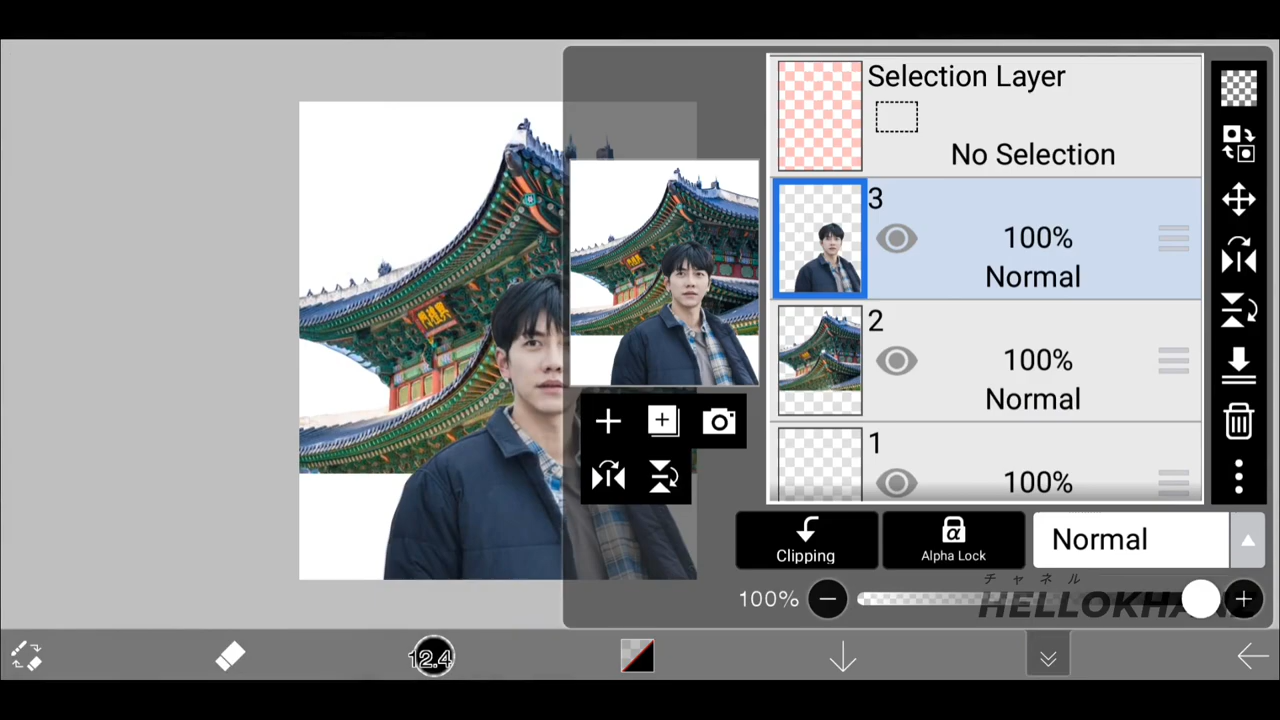 Selection Layer
No Selection
3
100%
Normal
2
100%
Normal
1
100%
Clipping
α
Alpha Lock
Normal
100%
チャネル
12.4